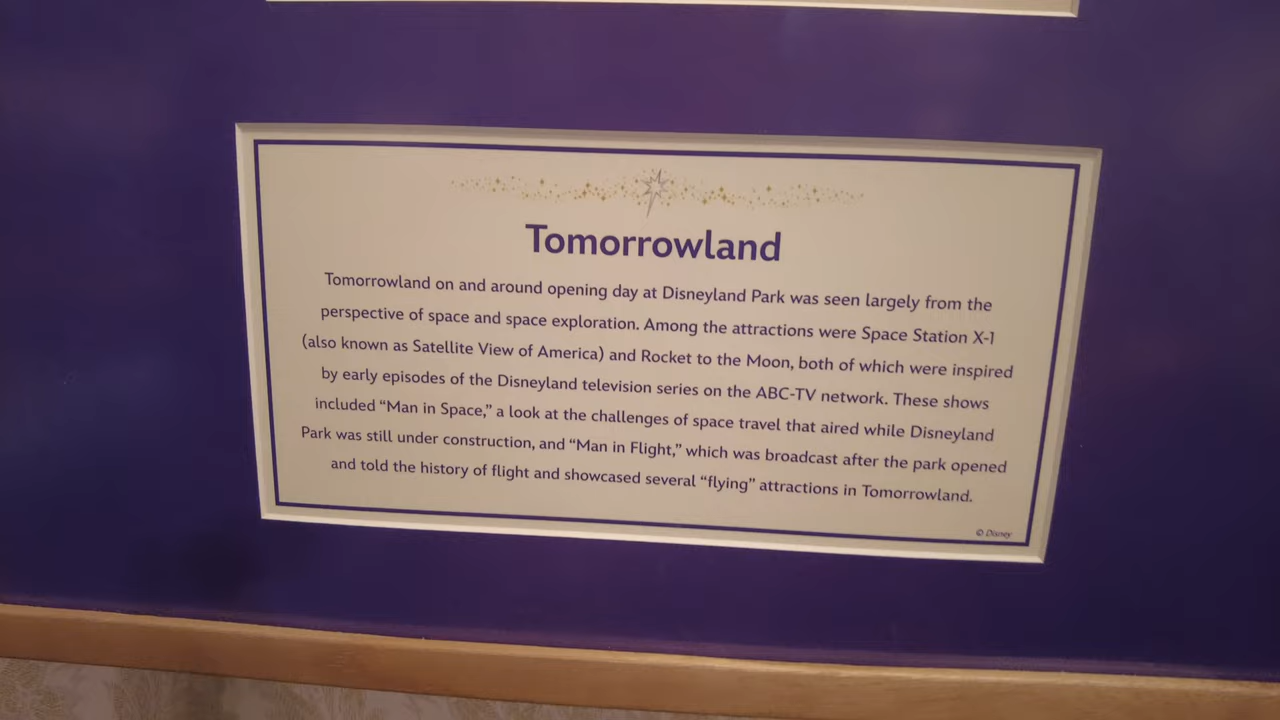 Tomorrowland
Tomorrowland on and around opening day at Disneyland Park was seen largely from the
perspective of space and space exploration. Among the attractions were Space Station X-1
(also known as Satellite View of America) and Rocket to the Moon, both of which were inspired
by early episodes of the Disneyland television series on the ABC-TV network. These shows
included “Man in Space,” a look at the challenges of space travel that aired while Disneyland
Park was still under construction, and “Man in Flight,” which was broadcast after the park opened
and told the history of flight and showcased several “flying” attractions in Tomorrowland.
© Disney